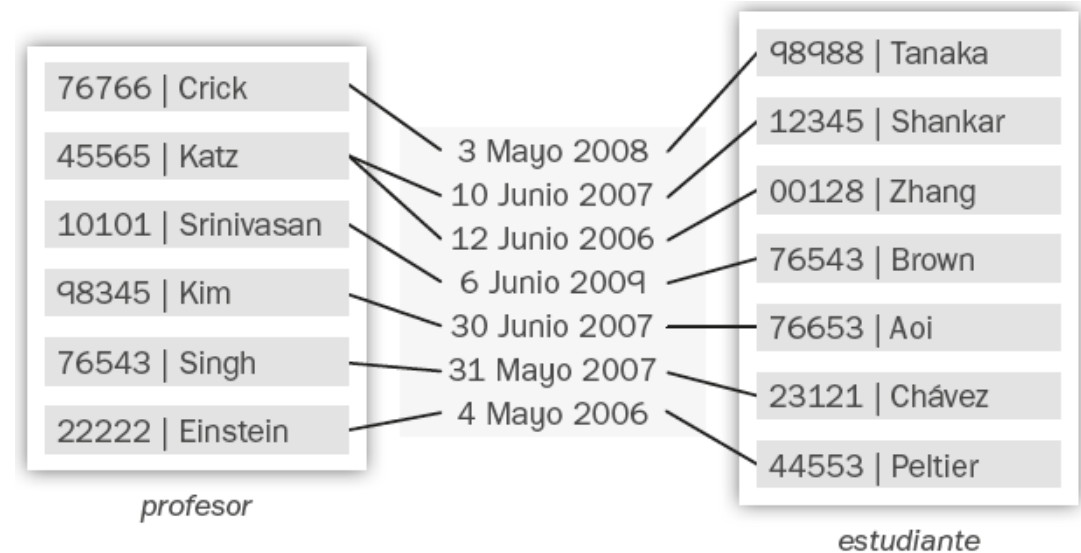 76766 | Crick
45565 | Katz
10101 | Srinivasan
98345 | Kim
76543 | Singh
22222 | Einstein
profesor
3 Mayo 2008
10 Junio 2007
12 Junio 2006
6 Junio 2009
30 Junio 2007
31 Mayo 2007
4 Mayo 2006
98988 | Tanaka
12345 | Shankar
00128 | Zhang
76543 | Brown
76653 | Aoi
23121 | Chávez
44553 | Peltier
estudiante